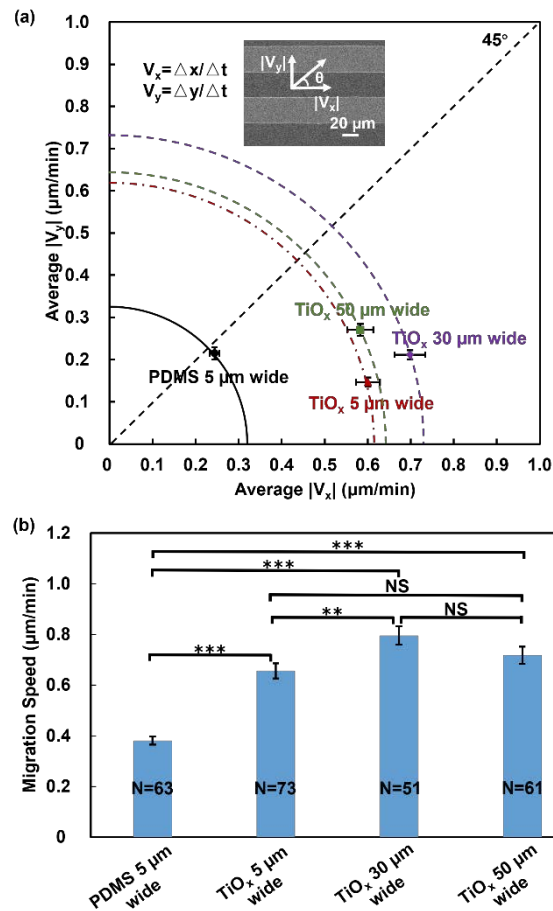 (a)
45°
Vₓ=△x/△t
Vᵧ=△y/△t
|Vᵧ|
θ
|Vₓ|
20 µm
Average |Vᵧ| (µm/min)
1.0
0.9
0.8
0.7
0.6
0.5
0.4
0.3
0.2
0.1
0
TiOₓ 50 µm wide
TiOₓ 30 µm wide
PDMS 5 µm wide
TiOₓ 5 µm wide
0 0.1 0.2 0.3 0.4 0.5 0.6 0.7 0.8 0.9 1.0
Average |Vₓ| (µm/min)
(b)
Migration Speed (µm/min)
1.2
1.0
0.8
0.6
0.4
0.2
0
***
***
NS
**
NS
***
N=63 N=73 N=51 N=61
PDMS 5 µm
wide
TiOₓ 5 µm
wide
TiOₓ 30 µm
wide
TiOₓ 50 µm
wide